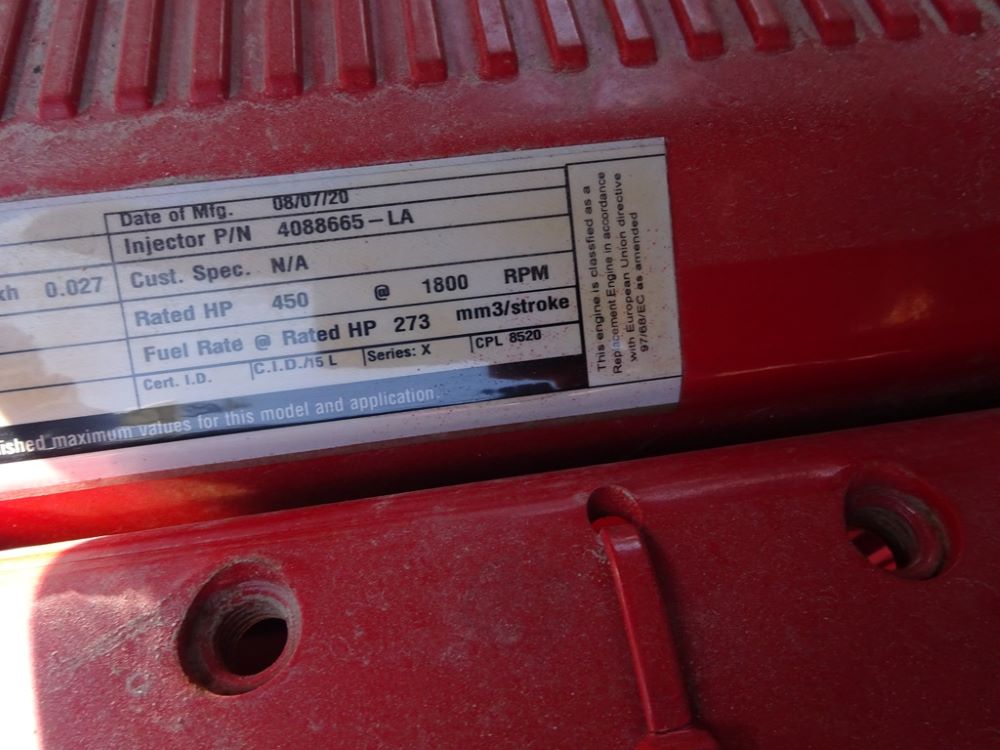 Date of Mfg. 08/07/20
Injector P/N 4088665-LA
xh 0.027
Cust. Spec. N/A
Rated HP 450 @ 1800 RPM
Fuel Rate @ Rated HP 273 mm3/stroke
Cert. I.D. C.I.D./15 L Series: X CPL 8520
ished maximum values for this model and application.
This engine is classfied as a
Replacement Engine in accordance
with European Union directive
97/68/EC as amended